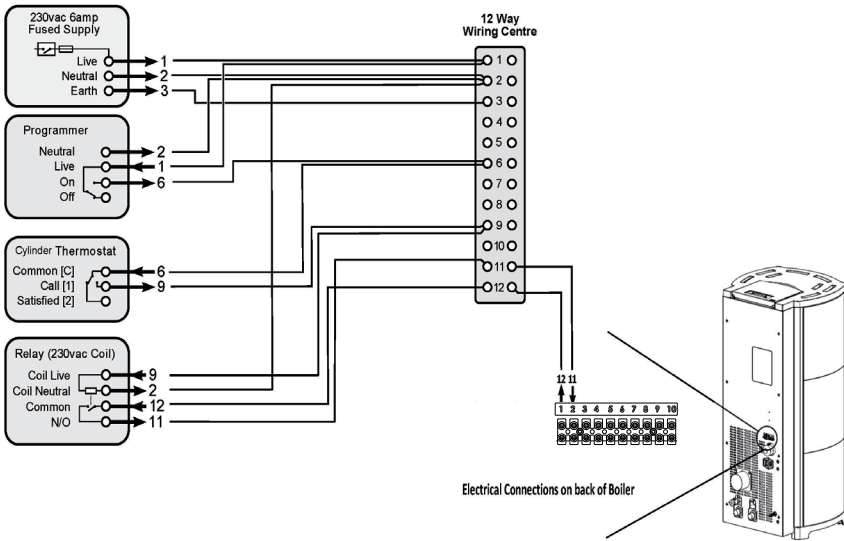 230vac 6amp
Fused Supply
Live 1
Neutral 2
Earth 3
Programmer
Neutral 2
Live 1
On 6
Off
Cylinder Thermostat
Common [C] 6
Call [1] 9
Satisfied [2]
Relay (230vac Coil)
Coil Live 9
Coil Neutral 2
Common 12
N/O 11
12 Way
Wiring Centre
1
2
3
4
5
6
7
8
9
10
11
12
12 11
1 2 3 4 5 6 7 8 9 10
Electrical Connections on back of Boiler